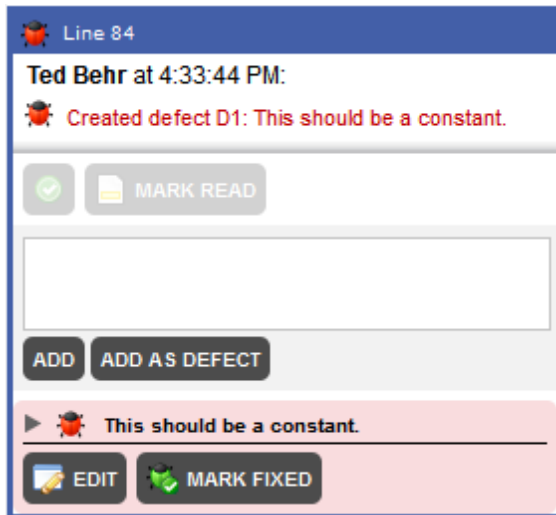 Line 84
Ted Behr at 4:33:44 PM:
Created defect D1: This should be a constant.
MARK READ
ADD ADD AS DEFECT
This should be a constant.
EDIT MARK FIXED